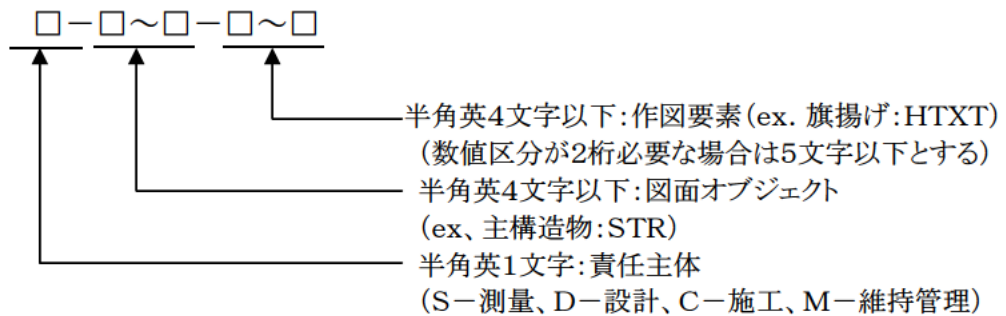 □－□～□－□～□
半角英4文字以下：作図要素（ex．旗揚げ：HTXT）
（数値区分が2桁必要な場合は5文字以下とする）
半角英4文字以下：図面オブジェクト
（ex、主構造物：STR）
半角英1文字：責任主体
（S－測量、D－設計、C－施工、M－維持管理）